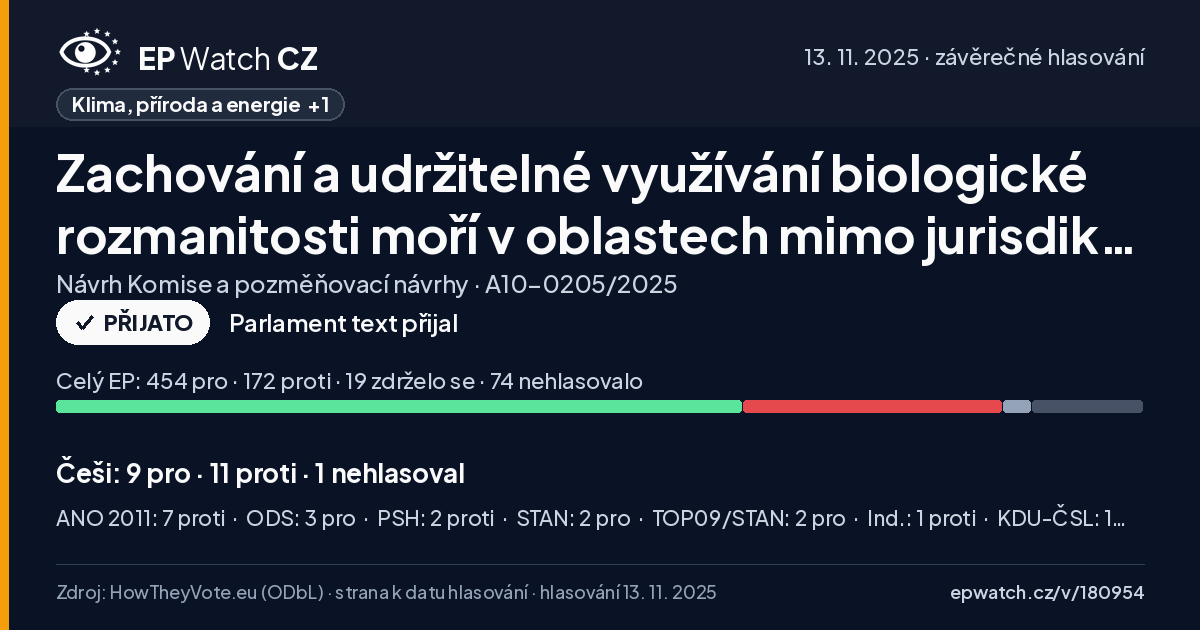 EP Watch CZ
13. 11. 2025 · závěrečné hlasování
Klima, příroda a energie +1
Zachování a udržitelné využívání biologické
rozmanitosti moří v oblastech mimo jurisdik…
Návrh Komise a pozměňovací návrhy · A10–0205/2025
✓ PŘIJATO Parlament text přijal
Celý EP: 454 pro · 172 proti · 19 zdrželo se · 74 nehlasovalo
Češi: 9 pro · 11 proti · 1 nehlasoval
ANO 2011: 7 proti · ODS: 3 pro · PSH: 2 proti · STAN: 2 pro · TOP09/STAN: 2 pro · Ind.: 1 proti · KDU-ČSL: 1…
Zdroj: HowTheyVote.eu (ODbL) · strana k datu hlasování · hlasování 13. 11. 2025
epwatch.cz/v/180954